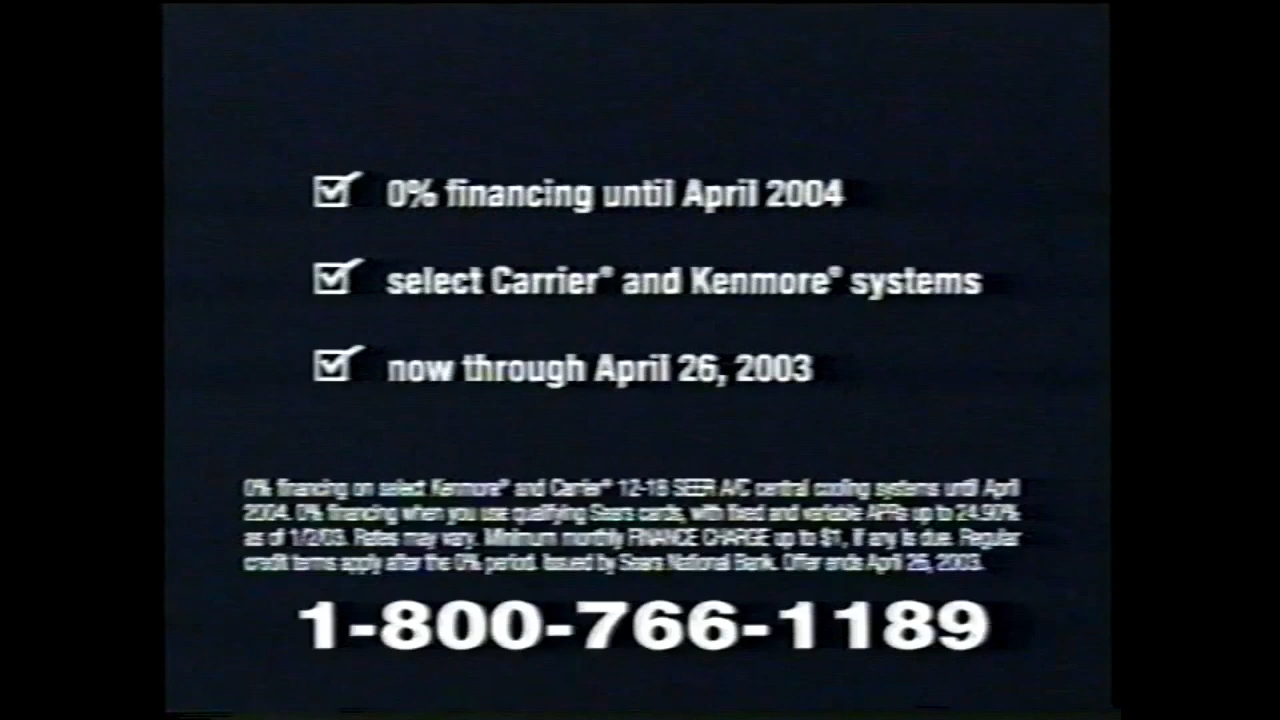 0% financing until April 2004
select Carrier® and Kenmore® systems
now through April 26, 2003
0% financing on select Kenmore® and Carrier® 12-18 SEER A/C central cooling systems until April
2004. 0% financing when you use qualifying Sears cards, with fixed and variable APRs up to 24.90%
as of 1/2/03. Rates may vary. Minimum monthly FINANCE CHARGE up to $1, if any is due. Regular
credit terms apply after the 0% period. Issued by Sears National Bank. Offer ends April 26, 2003.
1-800-766-1189